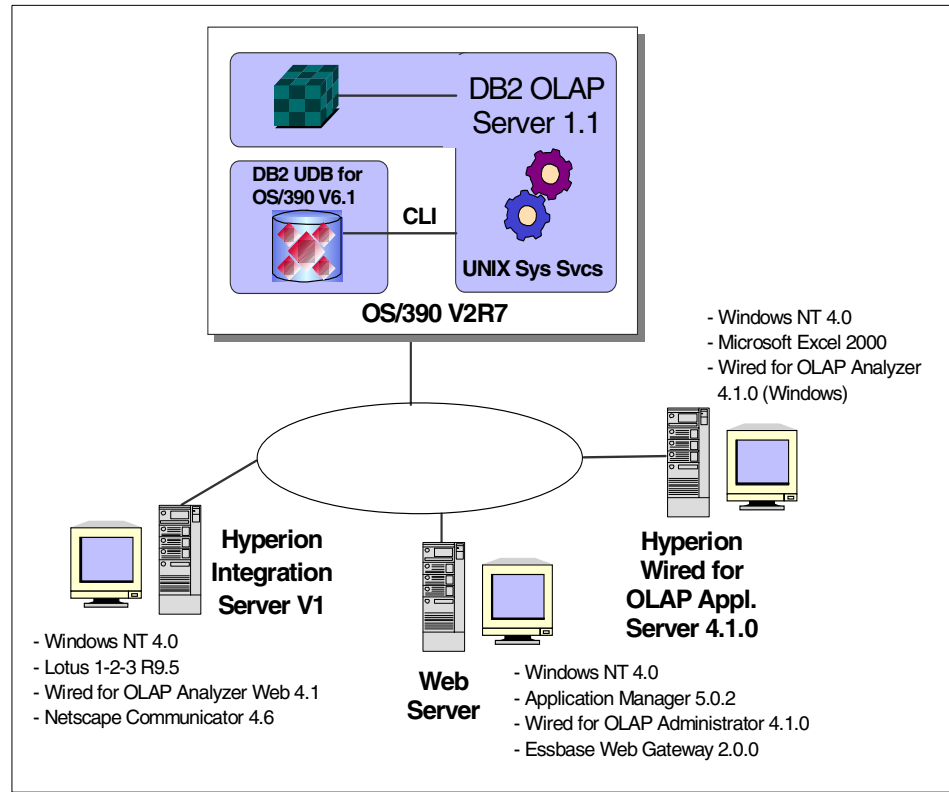 DB2 OLAP
Server 1.1
DB2 UDB for
OS/390 V6.1
CLI
UNIX Sys Svcs
OS/390 V2R7
- Windows NT 4.0
- Microsoft Excel 2000
- Wired for OLAP Analyzer
4.1.0 (Windows)
Hyperion
Integration
Server V1
Hyperion
Wired for
OLAP Appl.
Server 4.1.0
- Windows NT 4.0
- Lotus 1-2-3 R9.5
- Wired for OLAP Analyzer Web 4.1
- Netscape Communicator 4.6
Web
Server
- Windows NT 4.0
- Application Manager 5.0.2
- Wired for OLAP Administrator 4.1.0
- Essbase Web Gateway 2.0.0